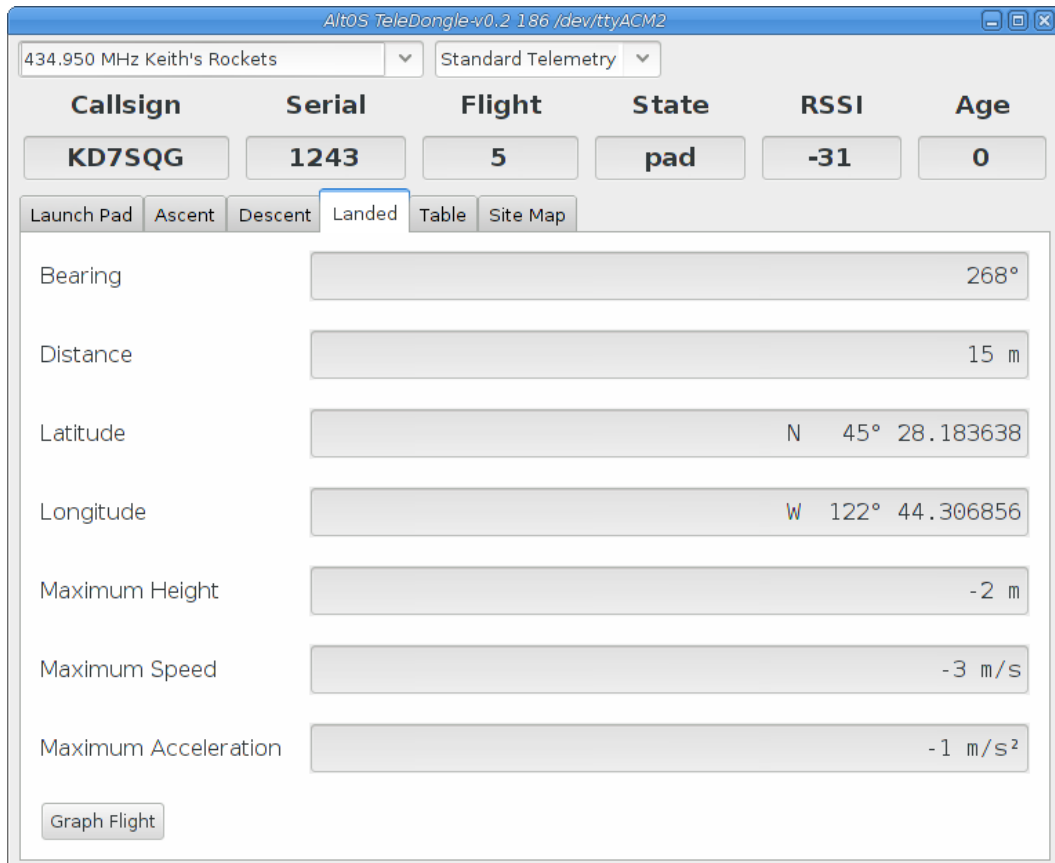 AltOS TeleDongle-v0.2 186 /dev/ttyACM2
434.950 MHz Keith's Rockets Standard Telemetry
Callsign Serial Flight State RSSI Age
KD7SQG 1243 5 pad -31 0
Launch Pad Ascent Descent Landed Table Site Map
Bearing 268°
Distance 15 m
Latitude N 45° 28.183638
Longitude W 122° 44.306856
Maximum Height -2 m
Maximum Speed -3 m/s
Maximum Acceleration -1 m/s²
Graph Flight